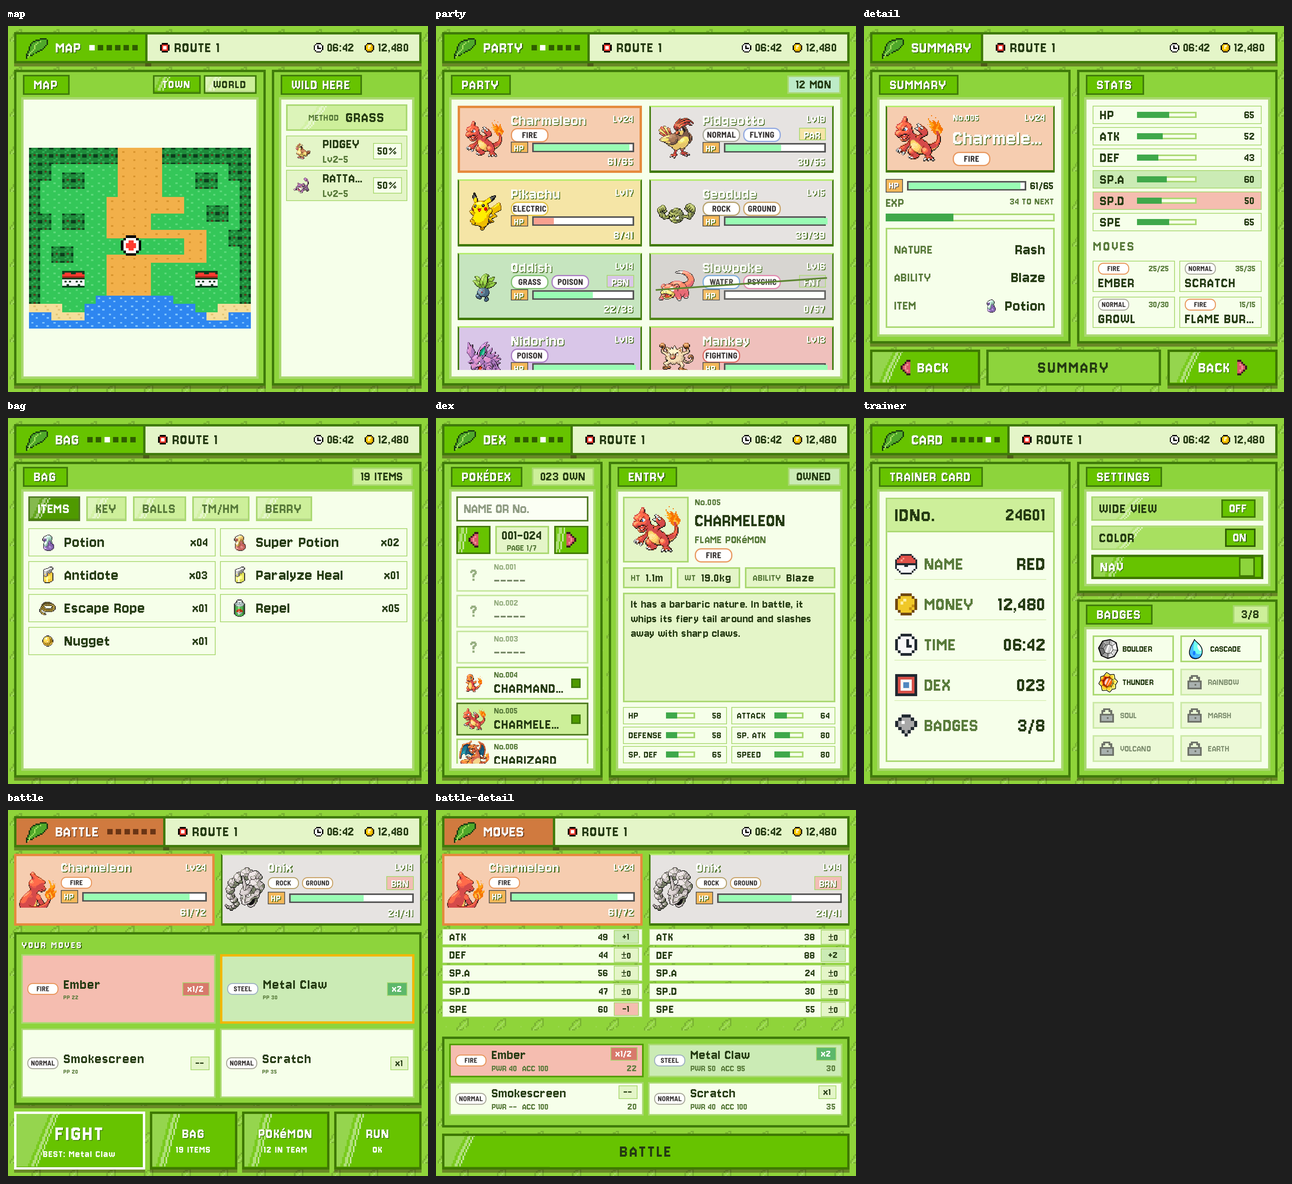 map
MAP
ROUTE 1
06:42
12,480
MAP
TOWN
WORLD
WILD HERE
METHOD GRASS
PIDGEY
Lv2-5
50%
RATTA...
Lv2-5
50%
party
PARTY
ROUTE 1
06:42
12,480
PARTY
12 MON
Charmeleon
Lv24
FIRE
HP
61/65
Pidgeotto
Lv18
NORMAL
FLYING
PAR
HP
30/55
Pikachu
Lv17
ELECTRIC
HP
8/41
Geodude
Lv15
ROCK
GROUND
HP
39/39
Oddish
Lv14
GRASS
POISON
PSN
HP
22/38
Slowpoke
Lv16
WATER
PSYCHIC
FNT
HP
0/57
Nidorino
Lv18
POISON
HP
Mankey
Lv12
FIGHTING
HP
detail
SUMMARY
ROUTE 1
06:42
12,480
SUMMARY
No.005
Lv24
Charmele...
FIRE
HP
61/65
EXP
34 TO NEXT
NATURE
Rash
ABILITY
Blaze
ITEM
Potion
STATS
HP
65
ATK
52
DEF
43
SP.A
60
SP.D
50
SPE
65
MOVES
FIRE
25/25
EMBER
NORMAL
35/35
SCRATCH
NORMAL
30/30
GROWL
FIRE
15/15
FLAME BUR...
BACK
SUMMARY
BACK
bag
BAG
ROUTE 1
06:42
12,480
BAG
19 ITEMS
ITEMS
KEY
BALLS
TM/HM
BERRY
Potion
x04
Super Potion
x02
Antidote
x03
Paralyze Heal
x01
Escape Rope
x01
Repel
x05
Nugget
x01
dex
DEX
ROUTE 1
06:42
12,480
POKÉDEX
023 OWN
NAME OR No.
001-024
PAGE 1/7
?
No.001
-----
?
No.002
-----
?
No.003
-----
No.004
CHARMAND...
No.005
CHARMELE...
No.006
CHARIZARD
ENTRY
OWNED
No.005
CHARMELEON
FLAME POKéMON
FIRE
HT 1.1m
WT 19.0kg
ABILITY Blaze
It has a barbaric nature. In battle, it
whips its fiery tail around and slashes
away with sharp claws.
HP
58
ATTACK
64
DEFENSE
58
SP. ATK
80
SP. DEF
65
SPEED
80
trainer
CARD
ROUTE 1
06:42
12,480
TRAINER CARD
IDNo.
24601
NAME
RED
MONEY
12,480
TIME
06:42
DEX
023
BADGES
3/8
SETTINGS
WIDE VIEW
OFF
COLOR
ON
NAV
BADGES
3/8
BOULDER
CASCADE
THUNDER
RAINBOW
SOUL
MARSH
VOLCANO
EARTH
battle
BATTLE
ROUTE 1
06:42
12,480
Charmeleon
Lv24
FIRE
HP
61/72
Onix
Lv14
ROCK
GROUND
BRN
HP
24/41
YOUR MOVES
FIRE
Ember
PP 22
x1/2
STEEL
Metal Claw
PP 30
x2
NORMAL
Smokescreen
PP 20
--
NORMAL
Scratch
PP 35
x1
FIGHT
BEST: Metal Claw
BAG
19 ITEMS
POKéMON
12 IN TEAM
RUN
OK
battle-detail
MOVES
ROUTE 1
06:42
12,480
Charmeleon
Lv24
FIRE
HP
61/72
Onix
Lv14
ROCK
GROUND
BRN
HP
24/41
ATK
49
+1
DEF
44
±0
SP.A
56
±0
SP.D
47
±0
SPE
60
-1
ATK
38
±0
DEF
88
+2
SP.A
24
±0
SP.D
30
±0
SPE
55
±0
FIRE
Ember
x1/2
PWR 40 ACC 100
22
STEEL
Metal Claw
x2
PWR 50 ACC 95
30
NORMAL
Smokescreen
--
PWR -- ACC 100
20
NORMAL
Scratch
x1
PWR 40 ACC 100
35
BATTLE